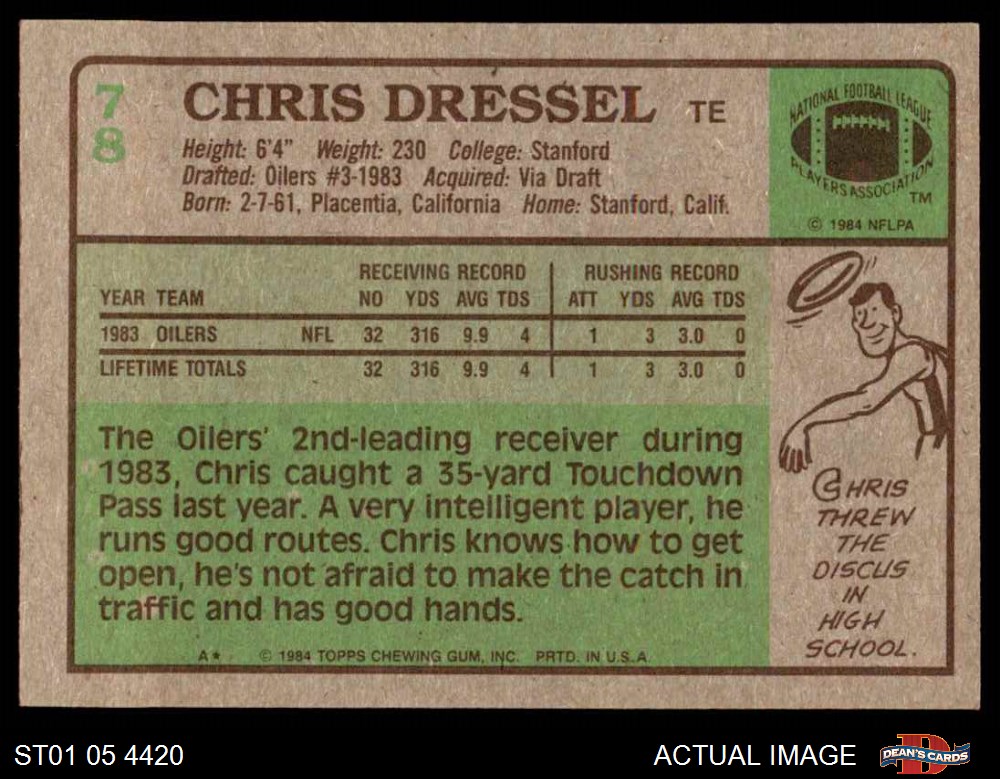 7
8
CHRIS DRESSEL TE
Height: 6'4" Weight: 230 College: Stanford
Drafted: Oilers #3-1983 Acquired: Via Draft
Born: 2-7-61, Placentia, California Home: Stanford, Calif.
NATIONAL FOOTBALL LEAGUE
PLAYERS ASSOCIATION
TM
© 1984 NFLPA
RECEIVING RECORD RUSHING RECORD
YEAR TEAM NO YDS AVG TDS ATT YDS AVG TDS
1983 OILERS NFL 32 316 9.9 4 1 3 3.0 0
LIFETIME TOTALS 32 316 9.9 4 1 3 3.0 0
The Oilers' 2nd-leading receiver during
1983, Chris caught a 35-yard Touchdown
Pass last year. A very intelligent player, he
runs good routes. Chris knows how to get
open, he's not afraid to make the catch in
traffic and has good hands.
A* © 1984 TOPPS CHEWING GUM, INC. PRTD. IN U.S.A.
CHRIS
THREW
THE
DISCUS
IN
HIGH
SCHOOL.
ST01 05 4420
ACTUAL IMAGE
D
DEAN'S CARDS